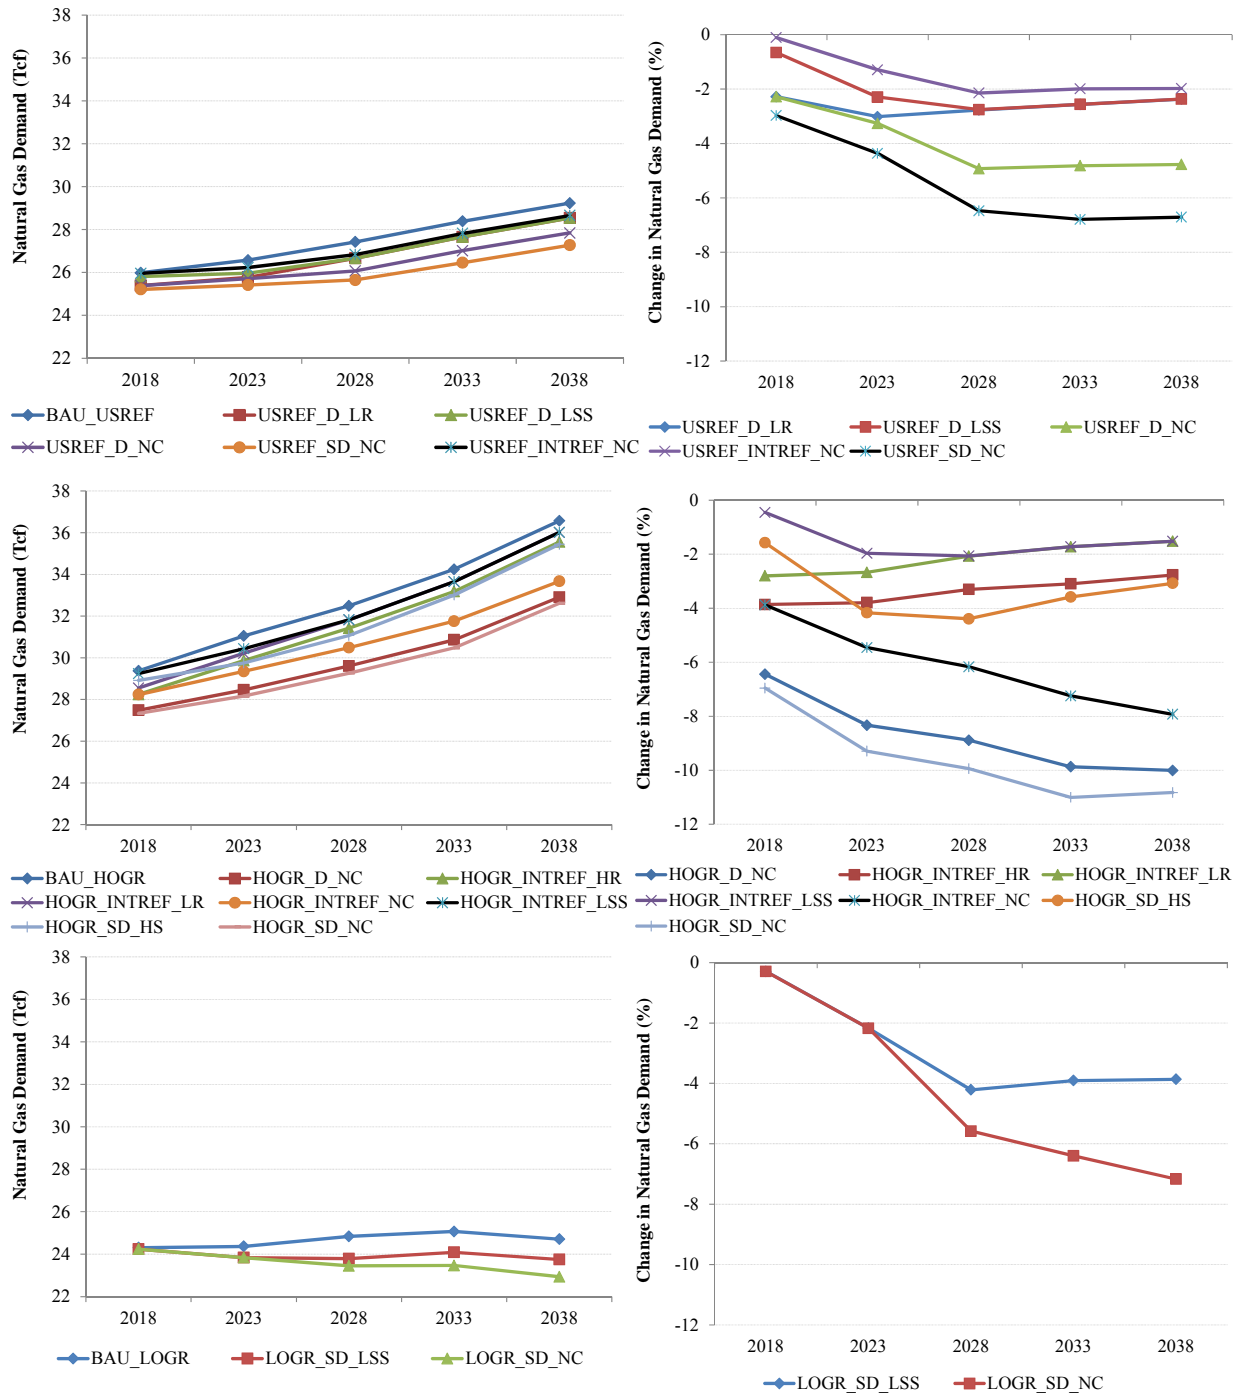 Natural Gas Demand (Tcf)
38
36
34
32
30
28
26
24
22
2018 2023 2028 2033 2038
BAU_USREF USREF_D_LR USREF_D_LSS
USREF_D_NC USREF_SD_NC USREF_INTREF_NC
Change in Natural Gas Demand (%)
0
-2
-4
-6
-8
-10
-12
2018 2023 2028 2033 2038
USREF_D_LR USREF_D_LSS USREF_D_NC
USREF_INTREF_NC USREF_SD_NC
Natural Gas Demand (Tcf)
38
36
34
32
30
28
26
24
22
2018 2023 2028 2033 2038
BAU_HOGR HOGR_D_NC HOGR_INTREF_HR
HOGR_INTREF_LR HOGR_INTREF_NC HOGR_INTREF_LSS
HOGR_SD_HS HOGR_SD_NC
Change in Natural Gas Demand (%)
0
-2
-4
-6
-8
-10
-12
2018 2023 2028 2033 2038
HOGR_D_NC HOGR_INTREF_HR HOGR_INTREF_LR
HOGR_INTREF_LSS HOGR_INTREF_NC HOGR_SD_HS
HOGR_SD_NC
Natural Gas Demand (Tcf)
38
36
34
32
30
28
26
24
22
2018 2023 2028 2033 2038
BAU_LOGR LOGR_SD_LSS LOGR_SD_NC
Change in Natural Gas Demand (%)
0
-2
-4
-6
-8
-10
-12
2018 2023 2028 2033 2038
LOGR_SD_LSS LOGR_SD_NC